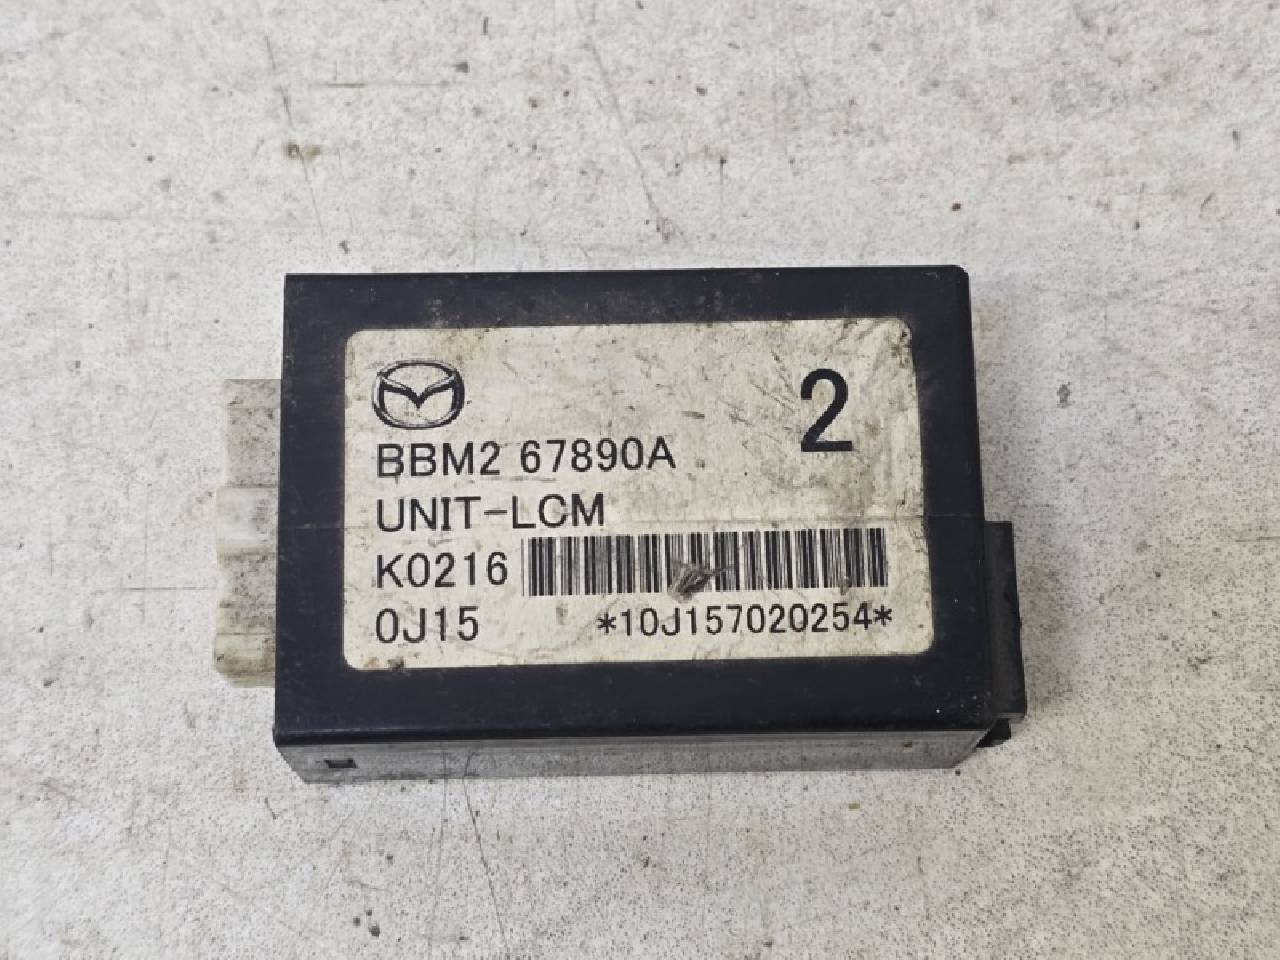 2
BBM2 67890A
UNIT-LCM
K0216
0J15 *10J157020254*